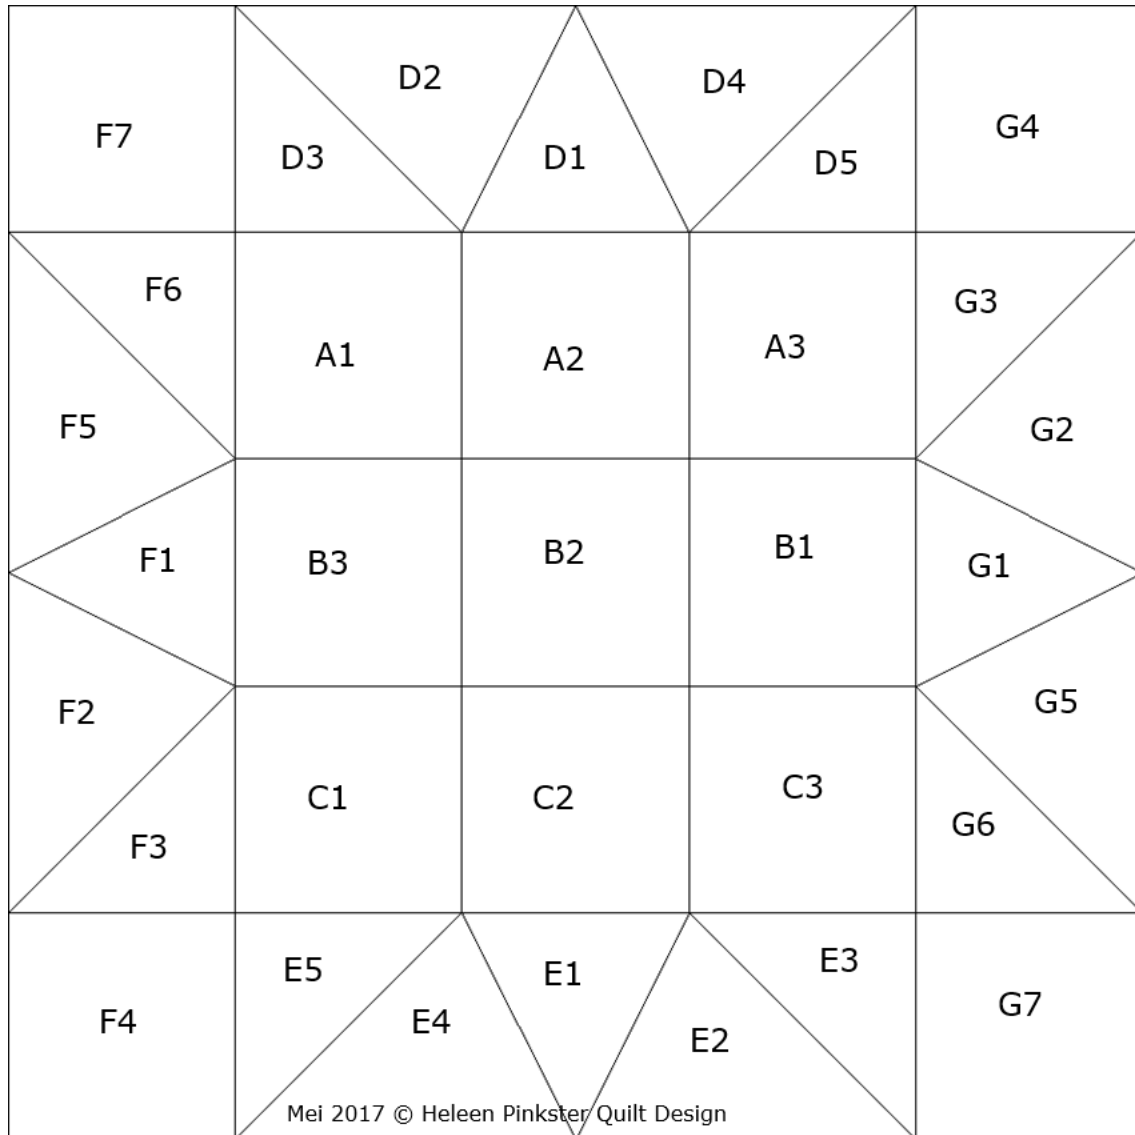 D2
D4
F7
G4
D3
D1
D5
F6
G3
A1
A2
A3
F5
G2
F1
B3
B2
B1
G1
F2
G5
C1
C2
C3
F3
G6
E5
E1
E3
F4
E4
E2
G7
Mei 2017 © Heleen Pinkster Quilt Design